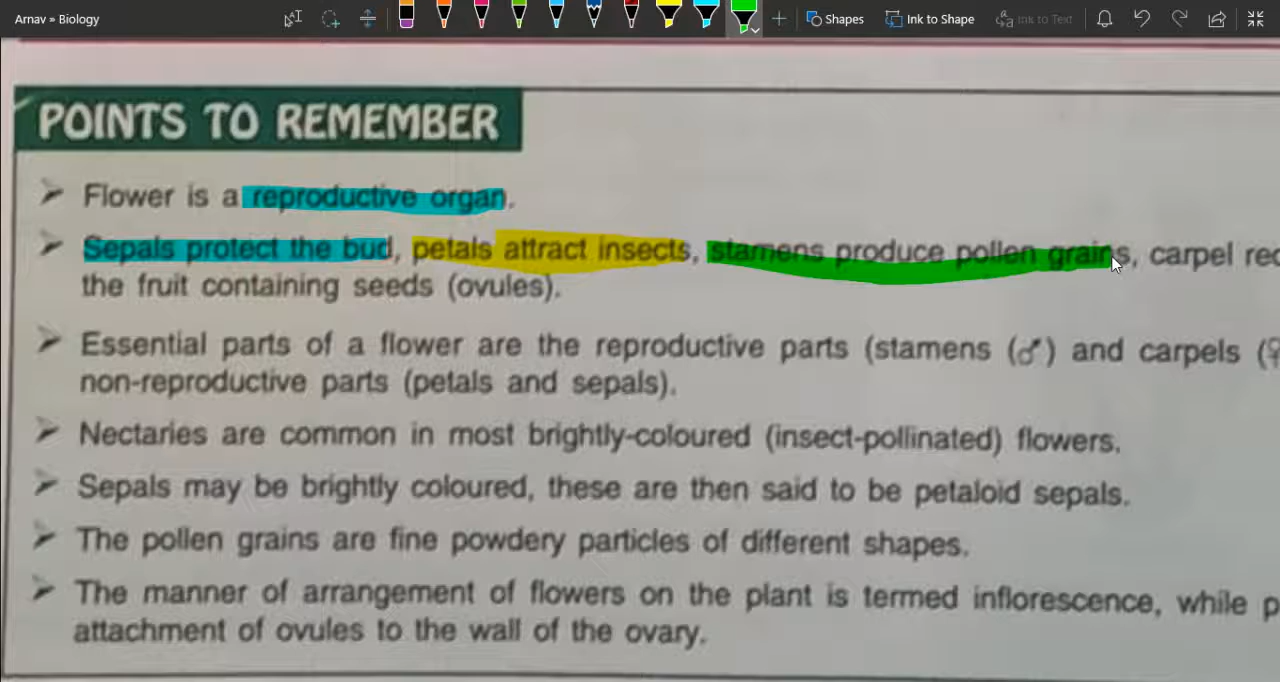 Arnav » Biology
Shapes
Ink to Shape
Ink to Text
POINTS TO REMEMBER
➤ Flower is a reproductive organ.
➤ Sepals protect the bud, petals attract insects, stamens produce pollen grains, carpel rec
the fruit containing seeds (ovules).
➤ Essential parts of a flower are the reproductive parts (stamens (♂) and carpels (♀
non-reproductive parts (petals and sepals).
➤ Nectaries are common in most brightly-coloured (insect-pollinated) flowers.
➤ Sepals may be brightly coloured, these are then said to be petaloid sepals.
➤ The pollen grains are fine powdery particles of different shapes.
➤ The manner of arrangement of flowers on the plant is termed inflorescence, while p
attachment of ovules to the wall of the ovary.